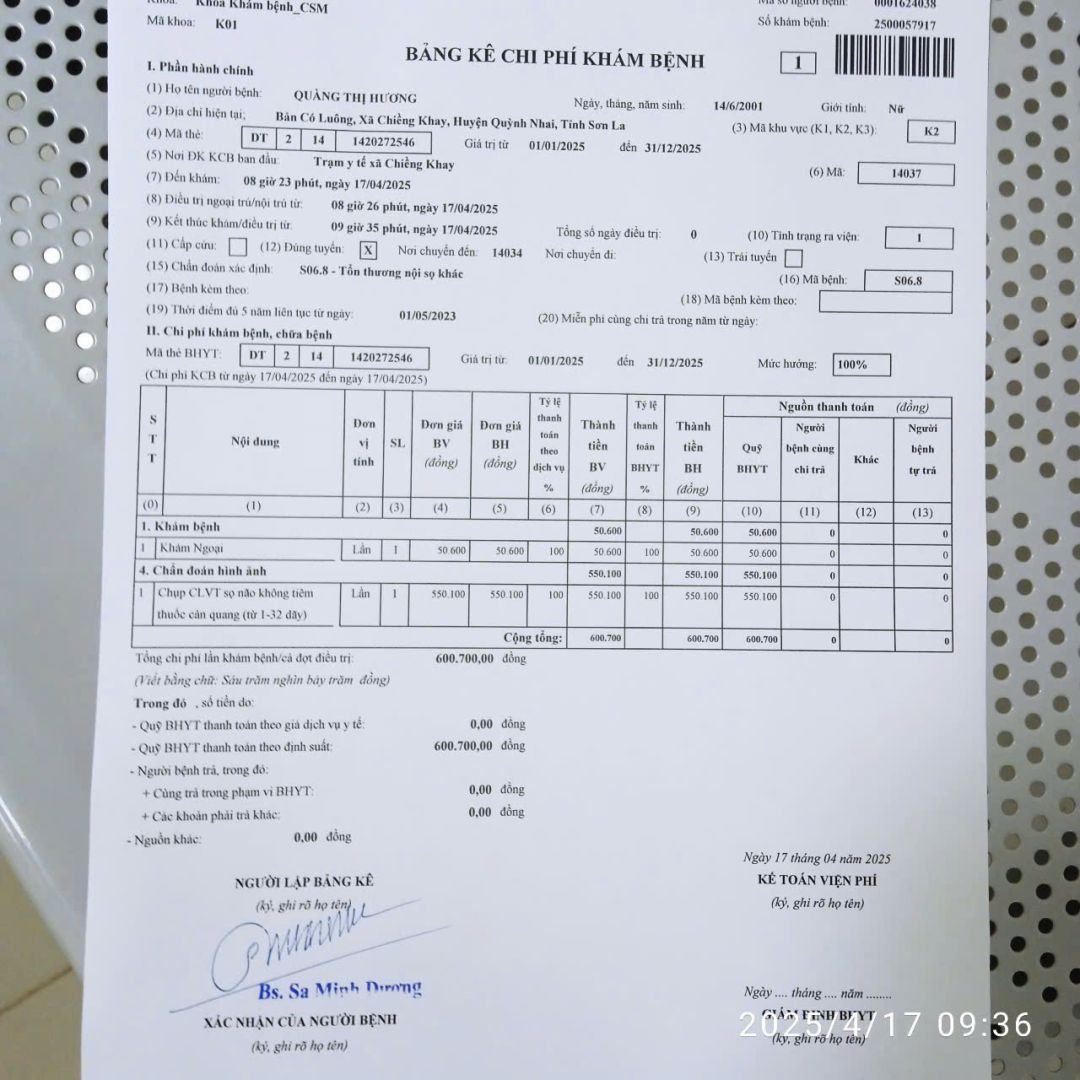 Khoa: Khoa Khám bệnh_CSM
Mã khoa: K01
Mã số người bệnh: 0001624038
Số khám bệnh: 2500057917
BẢNG KÊ CHI PHÍ KHÁM BỆNH
1
I. Phần hành chính
(1) Họ tên người bệnh: QUÀNG THỊ HƯƠNG Ngày, tháng, năm sinh: 14/6/2001 Giới tính: Nữ
(2) Địa chỉ hiện tại: Bản Có Luông, Xã Chiềng Khay, Huyện Quỳnh Nhai, Tỉnh Sơn La (3) Mã khu vực (K1, K2, K3): K2
(4) Mã thẻ: DT 2 14 1420272546 Giá trị từ 01/01/2025 đến 31/12/2025
(5) Nơi ĐK KCB ban đầu: Trạm y tế xã Chiềng Khay (6) Mã: 14037
(7) Đến khám: 08 giờ 23 phút, ngày 17/04/2025
(8) Điều trị ngoại trú/nội trú từ: 08 giờ 26 phút, ngày 17/04/2025
(9) Kết thúc khám/điều trị từ: 09 giờ 35 phút, ngày 17/04/2025 Tổng số ngày điều trị: 0 (10) Tình trạng ra viện: 1
(11) Cấp cứu: (12) Đúng tuyến: X Nơi chuyển đến: 14034 Nơi chuyển đi: (13) Trái tuyến
(15) Chẩn đoán xác định: S06.8 - Tổn thương nội sọ khác (16) Mã bệnh: S06.8
(17) Bệnh kèm theo: (18) Mã bệnh kèm theo:
(19) Thời điểm đủ 5 năm liên tục từ ngày: 01/05/2023 (20) Miễn phí cùng chi trả trong năm từ ngày:
II. Chi phí khám bệnh, chữa bệnh
Mã thẻ BHYT: DT 2 14 1420272546 Giá trị từ: 01/01/2025 đến 31/12/2025 Mức hưởng: 100%
(Chi phí KCB từ ngày 17/04/2025 đến ngày 17/04/2025)
STT Nội dung Đơn vị tính SL Đơn giá BV (đồng) Đơn giá BH (đồng) Tỷ lệ thanh toán theo dịch vụ % Thành tiền BV (đồng) Tỷ lệ thanh toán BHYT % Thành tiền BH (đồng) Nguồn thanh toán (đồng)
Quỹ BHYT Người bệnh cùng chi trả Khác Người bệnh tự trả
(0) (1) (2) (3) (4) (5) (6) (7) (8) (9) (10) (11) (12) (13)
1. Khám bệnh 50.600 50.600 50.600 0 0
1 Khám Ngoại Lần 1 50.600 50.600 100 50.600 100 50.600 50.600 0 0
4. Chẩn đoán hình ảnh 550.100 550.100 550.100 0 0
1 Chụp CLVT sọ não không tiêm Lần 1 550.100 550.100 100 550.100 100 550.100 550.100 0 0
thuốc cản quang (từ 1-32 dãy)
Cộng tổng: 600.700 600.700 600.700 0 0
Tổng chi phí lần khám bệnh/cả đợt điều trị: 600.700,00 đồng
(Viết bằng chữ: Sáu trăm nghìn bảy trăm đồng)
Trong đó , số tiền do:
- Quỹ BHYT thanh toán theo giá dịch vụ y tế: 0,00 đồng
- Quỹ BHYT thanh toán theo định suất: 600.700,00 đồng
- Người bệnh trả, trong đó:
+ Cùng trả trong phạm vi BHYT: 0,00 đồng
+ Các khoản phải trả khác: 0,00 đồng
- Nguồn khác: 0,00 đồng
Ngày 17 tháng 04 năm 2025
NGƯỜI LẬP BẢNG KÊ KẾ TOÁN VIỆN PHÍ
(ký, ghi rõ họ tên) (ký, ghi rõ họ tên)
Bs. Sa Minh Dương
Ngày .... tháng .... năm ........
XÁC NHẬN CỦA NGƯỜI BỆNH GIÁM ĐỊNH BHYT
(ký, ghi rõ họ tên) (ký, ghi rõ họ tên)
2025/4/17 09:36